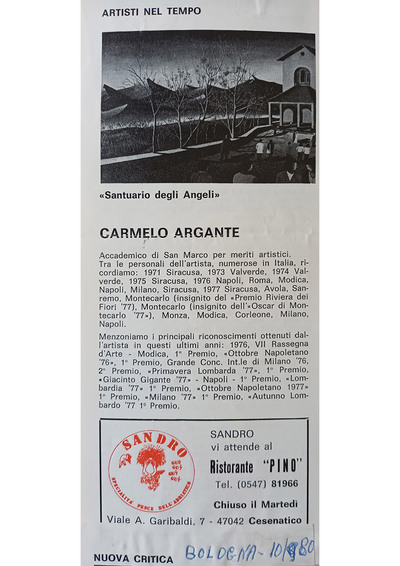 ARTISTI NEL TEMPO
«Santuario degli Angeli»
CARMELO ARGANTE
Accademico di San Marco per meriti artistici.
Tra le personali dell'artista, numerose in Italia, ri-
cordiamo: 1971 Siracusa, 1973 Valverde, 1974 Val-
verde, 1975 Siracusa, 1976 Napoli, Roma, Modica,
Napoli, Milano, Siracusa, 1977 Siracusa, Avola, San-
remo, Montecarlo (insignito del «Premio Riviera dei
Fiori '77), Montecarlo (insignito dell'«Oscar di Mon-
tecarlo '77»), Monza, Modica, Corleone, Milano,
Napoli.
Menzoniamo i principali riconoscimenti ottenuti dal-
l'artista in questi ultimi anni: 1976, VII Rassegna
d'Arte - Modica, 1° Premio, «Ottobre Napoletano
'76», 1° Premio, Grande Conc. Int.le di Milano '76,
2° Premio, «Primavera Lombarda '77», 1° Premio,
«Giacinto Gigante '77» - Napoli - 1° Premio, «Lom-
bardia '77» 1° Premio, «Ottobre Napoletano 1977»
1° Premio, «Milano '77» 1° Premio, «Autunno Lom-
bardo '77 1° Premio.
SANDRO
SPECIALITÀ PESCE DELL'ADRIATICO
SANDRO
vi attende al
Ristorante "PINO"
Tel. (0547) 81966
Chiuso il Martedì
Viale A. Garibaldi, 7 - 47042 Cesenatico
NUOVA CRITICA
BOLOGNA - 10/980